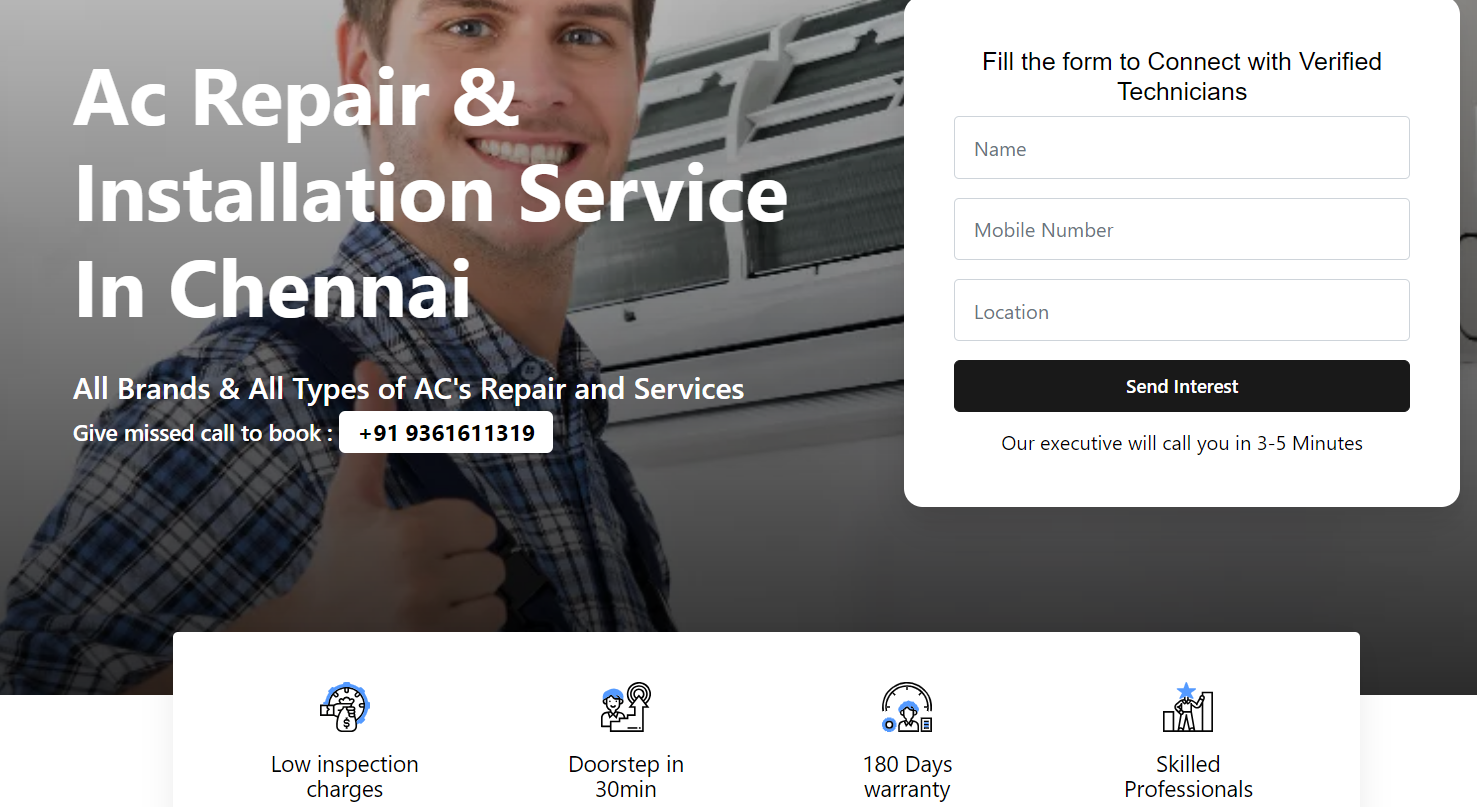 Ac Repair &
Installation Service
In Chennai
All Brands & All Types of AC's Repair and Services
Give missed call to book : +91 9361611319
Fill the form to Connect with Verified
Technicians
Name
Mobile Number
Location
Send Interest
Our executive will call you in 3-5 Minutes
Low inspection
charges
Doorstep in
30min
180 Days
warranty
Skilled
Professionals